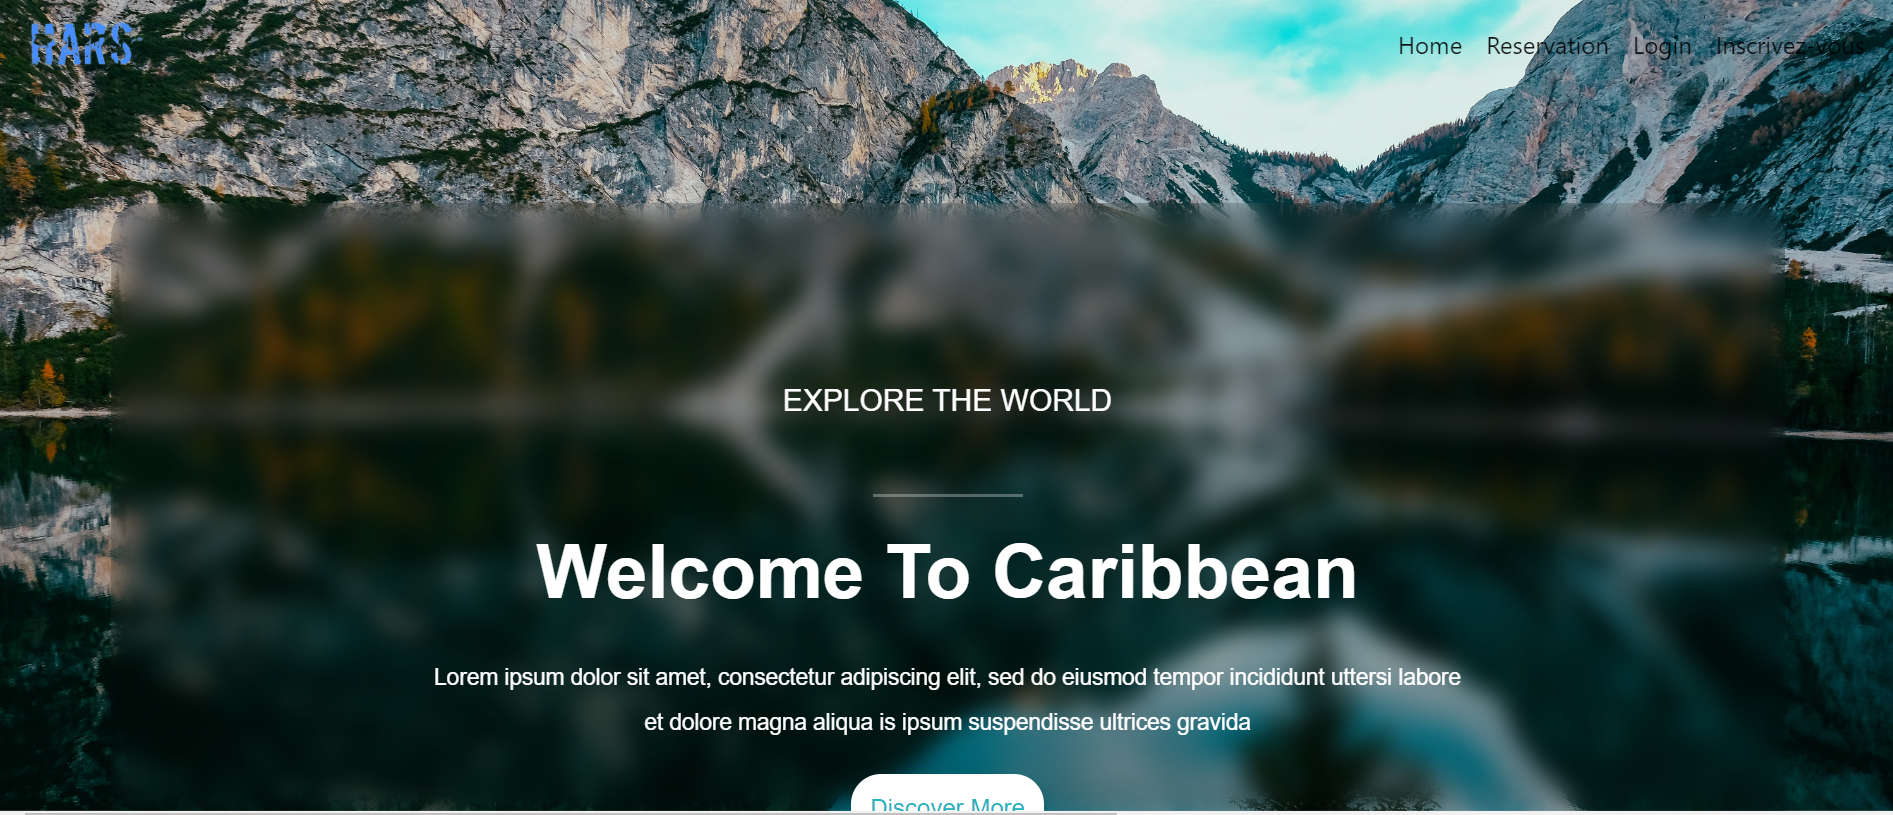 HARS
Home Reservation Login Inscrivez-vous
EXPLORE THE WORLD
Welcome To Caribbean
Lorem ipsum dolor sit amet, consectetur adipiscing elit, sed do eiusmod tempor incididunt uttersi labore
et dolore magna aliqua is ipsum suspendisse ultrices gravida
Discover More